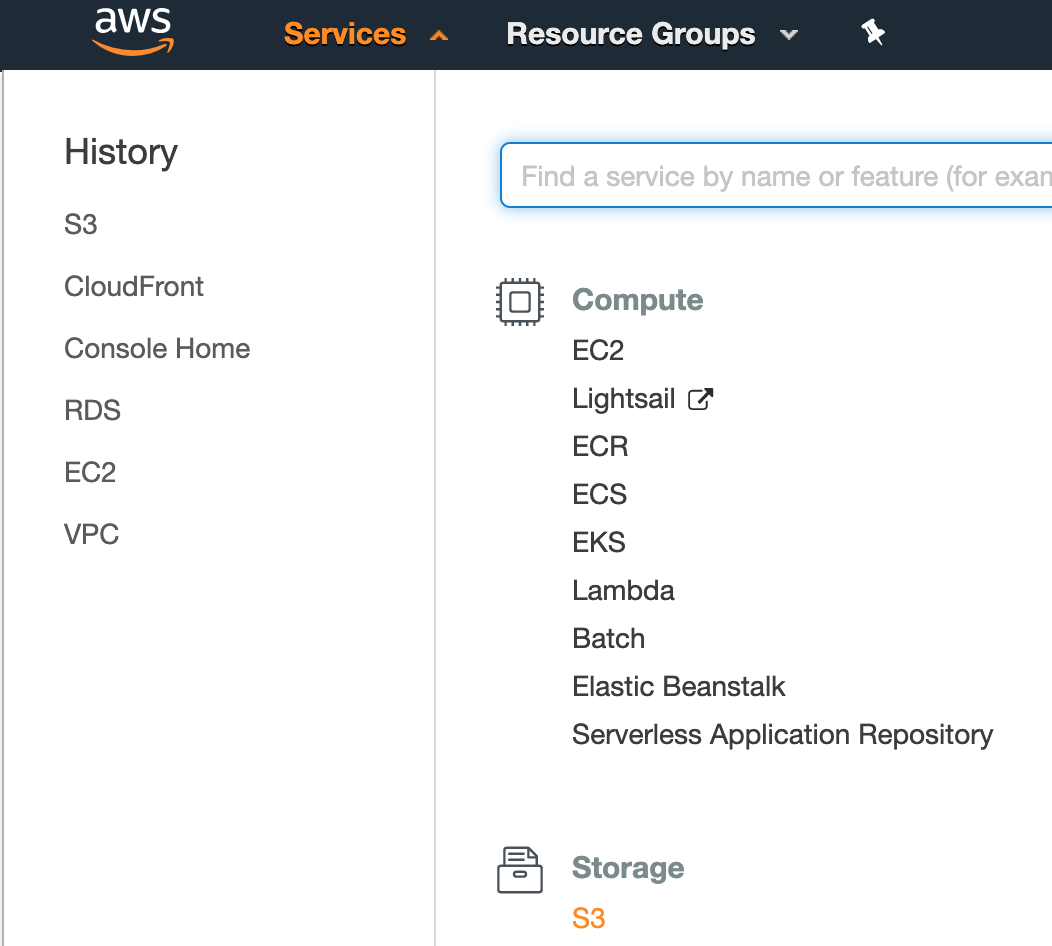 aws
Services
Resource Groups
History
S3
CloudFront
Console Home
RDS
EC2
VPC
Find a service by name or feature (for exam
Compute
EC2
Lightsail
ECR
ECS
EKS
Lambda
Batch
Elastic Beanstalk
Serverless Application Repository
Storage
S3